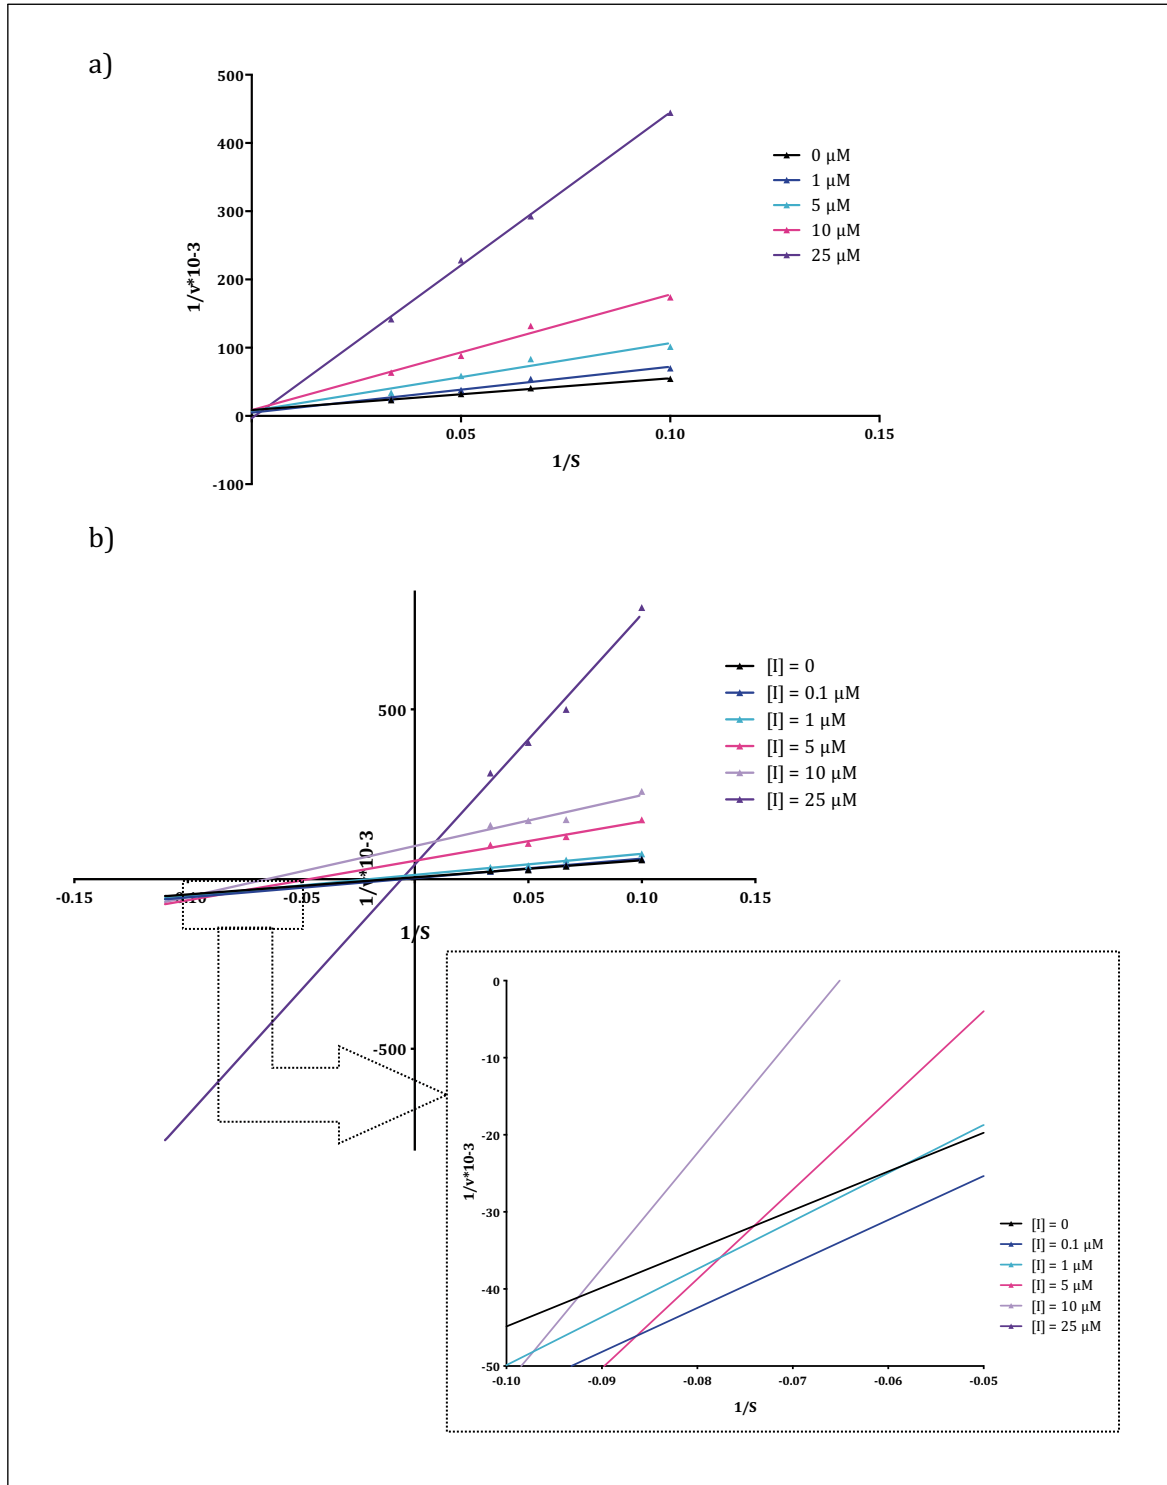 a)
500
400
300
200
100
0
-100
1/v*10-3
0.05
0.10
0.15
1/S
0 µM
1 µM
5 µM
10 µM
25 µM
b)
500
-500
1/v*10-3
-0.15
-0.10
-0.05
0.05
0.10
0.15
1/S
[I] = 0
[I] = 0.1 µM
[I] = 1 µM
[I] = 5 µM
[I] = 10 µM
[I] = 25 µM
0
-10
-20
-30
-40
-50
1/v*10-3
-0.10
-0.09
-0.08
-0.07
-0.06
-0.05
1/S
[I] = 0
[I] = 0.1 µM
[I] = 1 µM
[I] = 5 µM
[I] = 10 µM
[I] = 25 µM